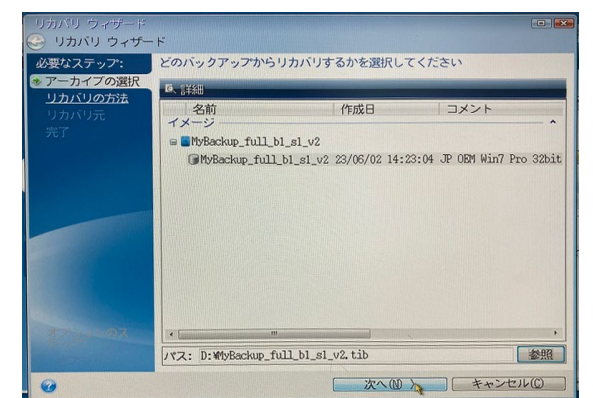 リカバリ ウィザード
リカバリ ウィザード
必要なステップ:
アーカイブの選択
リカバリの方法
リカバリ元
完了
どのバックアップからリカバリするかを選択してください
詳細
名前 作成日 コメント
イメージ
MyBackup_full_b1_s1_v2
MyBackup_full_b1_s1_v2 23/06/02 14:23:04 JP OEM Win7 Pro 32bit
パス: D:¥MyBackup_full_b1_s1_v2.tib 参照
次へ(N) キャンセル(C)